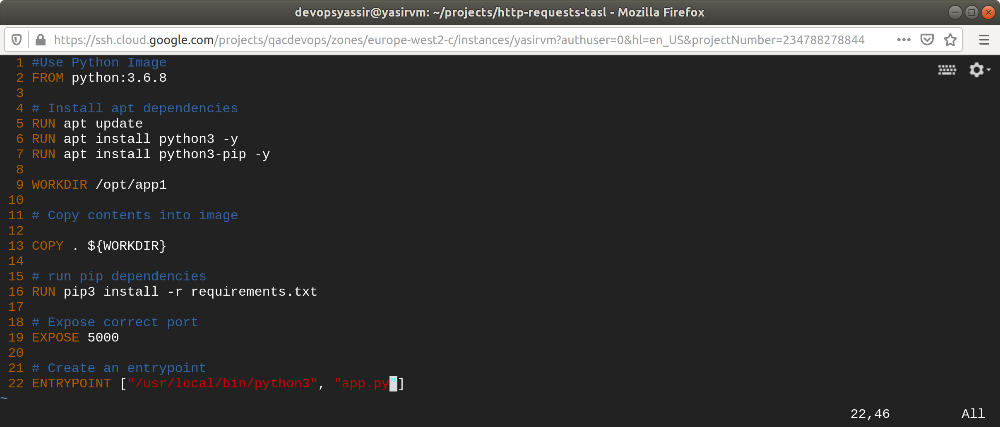 devopsyassir@yasirvm: ~/projects/http-requests-tasl - Mozilla Firefox
https://ssh.cloud.google.com/projects/qacdevops/zones/europe-west2-c/instances/yasirvm?authuser=0&hl=en_US&projectNumber=234788278844
1 #Use Python Image
2 FROM python:3.6.8
3
4 # Install apt dependencies
5 RUN apt update
6 RUN apt install python3 -y
7 RUN apt install python3-pip -y
8
9 WORKDIR /opt/app1
10
11 # Copy contents into image
12
13 COPY . ${WORKDIR}
14
15 # run pip dependencies
16 RUN pip3 install -r requirements.txt
17
18 # Expose correct port
19 EXPOSE 5000
20
21 # Create an entrypoint
22 ENTRYPOINT ["/usr/local/bin/python3", "app.py"]
~
22,46 All